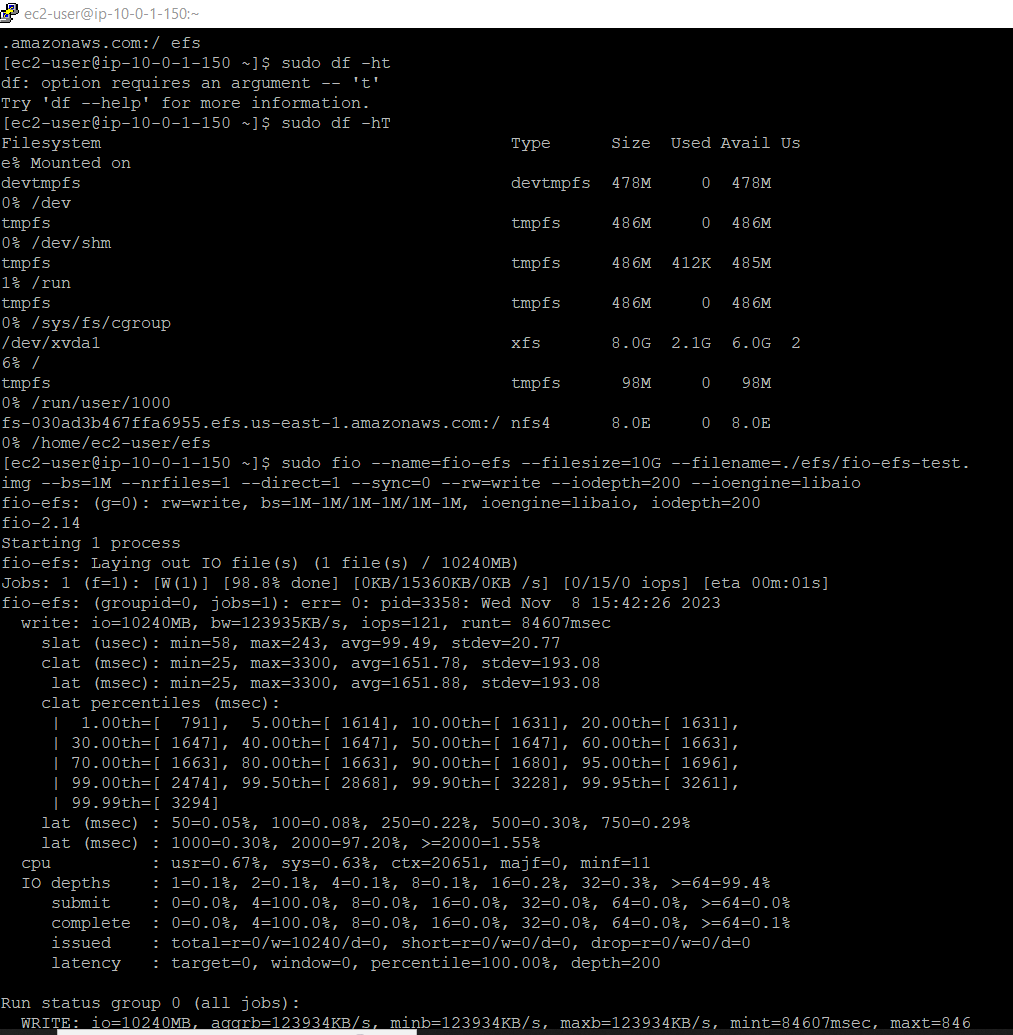 ec2-user@ip-10-0-1-150:~
.amazonaws.com:/ efs
[ec2-user@ip-10-0-1-150 ~]$ sudo df -ht
df: option requires an argument -- 't'
Try 'df --help' for more information.
[ec2-user@ip-10-0-1-150 ~]$ sudo df -hT
Filesystem                                         Type      Size  Used Avail Us
e% Mounted on
devtmpfs                                           devtmpfs  478M     0  478M
0% /dev
tmpfs                                              tmpfs     486M     0  486M
0% /dev/shm
tmpfs                                              tmpfs     486M  412K  485M
1% /run
tmpfs                                              tmpfs     486M     0  486M
0% /sys/fs/cgroup
/dev/xvda1                                         xfs       8.0G  2.1G  6.0G  2
6% /
tmpfs                                              tmpfs      98M     0   98M
0% /run/user/1000
fs-030ad3b467ffa6955.efs.us-east-1.amazonaws.com:/ nfs4      8.0E     0  8.0E
0% /home/ec2-user/efs
[ec2-user@ip-10-0-1-150 ~]$ sudo fio --name=fio-efs --filesize=10G --filename=./efs/fio-efs-test.
img --bs=1M --nrfiles=1 --direct=1 --sync=0 --rw=write --iodepth=200 --ioengine=libaio
fio-efs: (g=0): rw=write, bs=1M-1M/1M-1M/1M-1M, ioengine=libaio, iodepth=200
fio-2.14
Starting 1 process
fio-efs: Laying out IO file(s) (1 file(s) / 10240MB)
Jobs: 1 (f=1): [W(1)] [98.8% done] [0KB/15360KB/0KB /s] [0/15/0 iops] [eta 00m:01s]
fio-efs: (groupid=0, jobs=1): err= 0: pid=3358: Wed Nov  8 15:42:26 2023
  write: io=10240MB, bw=123935KB/s, iops=121, runt= 84607msec
    slat (usec): min=58, max=243, avg=99.49, stdev=20.77
    clat (msec): min=25, max=3300, avg=1651.78, stdev=193.08
     lat (msec): min=25, max=3300, avg=1651.88, stdev=193.08
    clat percentiles (msec):
     |  1.00th=[  791],  5.00th=[ 1614], 10.00th=[ 1631], 20.00th=[ 1631],
     | 30.00th=[ 1647], 40.00th=[ 1647], 50.00th=[ 1647], 60.00th=[ 1663],
     | 70.00th=[ 1663], 80.00th=[ 1663], 90.00th=[ 1680], 95.00th=[ 1696],
     | 99.00th=[ 2474], 99.50th=[ 2868], 99.90th=[ 3228], 99.95th=[ 3261],
     | 99.99th=[ 3294]
    lat (msec) : 50=0.05%, 100=0.08%, 250=0.22%, 500=0.30%, 750=0.29%
    lat (msec) : 1000=0.30%, 2000=97.20%, >=2000=1.55%
  cpu          : usr=0.67%, sys=0.63%, ctx=20651, majf=0, minf=11
  IO depths    : 1=0.1%, 2=0.1%, 4=0.1%, 8=0.1%, 16=0.2%, 32=0.3%, >=64=99.4%
     submit    : 0=0.0%, 4=100.0%, 8=0.0%, 16=0.0%, 32=0.0%, 64=0.0%, >=64=0.0%
     complete  : 0=0.0%, 4=100.0%, 8=0.0%, 16=0.0%, 32=0.0%, 64=0.0%, >=64=0.1%
     issued    : total=r=0/w=10240/d=0, short=r=0/w=0/d=0, drop=r=0/w=0/d=0
     latency   : target=0, window=0, percentile=100.00%, depth=200
Run status group 0 (all jobs):
  WRITE: io=10240MB, aggrb=123934KB/s, minb=123934KB/s, maxb=123934KB/s, mint=84607msec, maxt=846